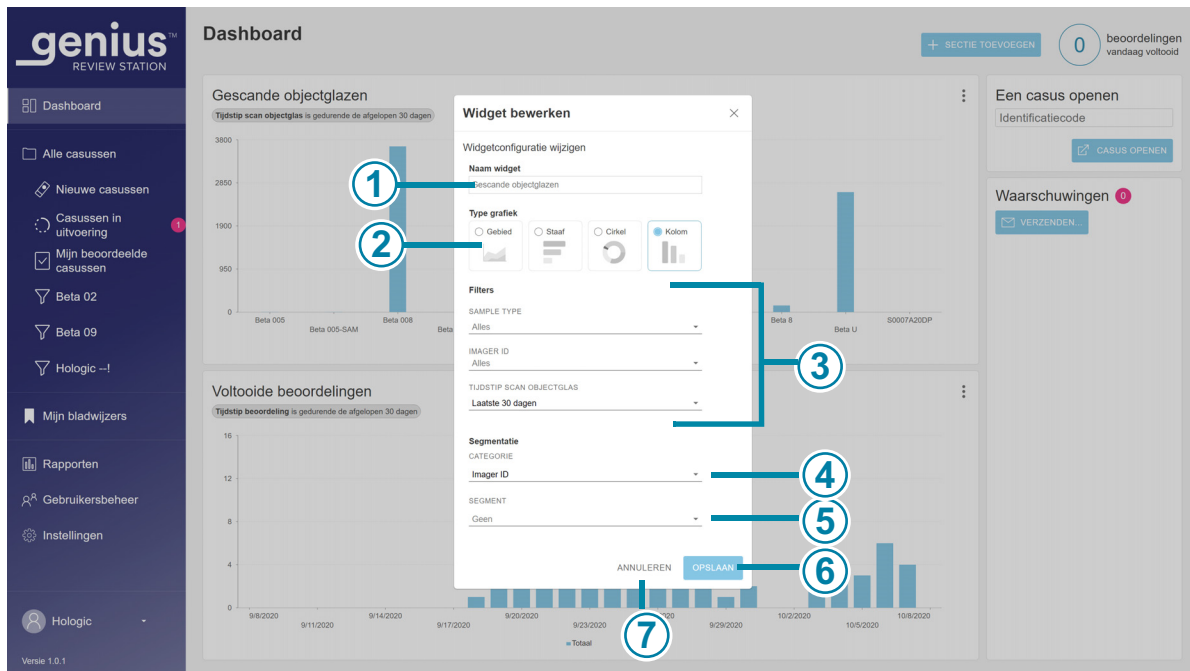 genius™
REVIEW STATION
Dashboard
Alle casussen
Nieuwe casussen
Casussen in
uitvoering
1
Mijn beoordeelde
casussen
Beta 02
Beta 09
Hologic --!
Mijn bladwijzers
Rapporten
Gebruikersbeheer
Instellingen
Hologic
Versie 1.0.1
Dashboard
+ SECTIE TOEVOEGEN
0
beoordelingen
vandaag voltooid
Gescande objectglazen
Tijdstip scan objectglas is gedurende de afgelopen 30 dagen
3800
2850
1900
950
0
Beta 005
Beta 005-SAM
Beta 008
Beta
Beta 8
Beta U
S0007A20DP
Voltooide beoordelingen
Tijdstip beoordeling is gedurende de afgelopen 30 dagen
16
12
8
4
0
9/8/2020
9/11/2020
9/14/2020
9/17/2020
9/20/2020
9/23/2020
9/29/2020
10/2/2020
10/5/2020
10/8/2020
Totaal
Een casus openen
Identificatiecode
CASUS OPENEN
Waarschuwingen 0
VERZENDEN...
Widget bewerken
Widgetconfiguratie wijzigen
Naam widget
Gescande objectglazen
Type grafiek
Gebied
Staaf
Cirkel
Kolom
Filters
SAMPLE TYPE
Alles
IMAGER ID
Alles
TIJDSTIP SCAN OBJECTGLAS
Laatste 30 dagen
Segmentatie
CATEGORIE
Imager ID
SEGMENT
Geen
ANNULEREN
OPSLAAN
1
2
3
4
5
6
7